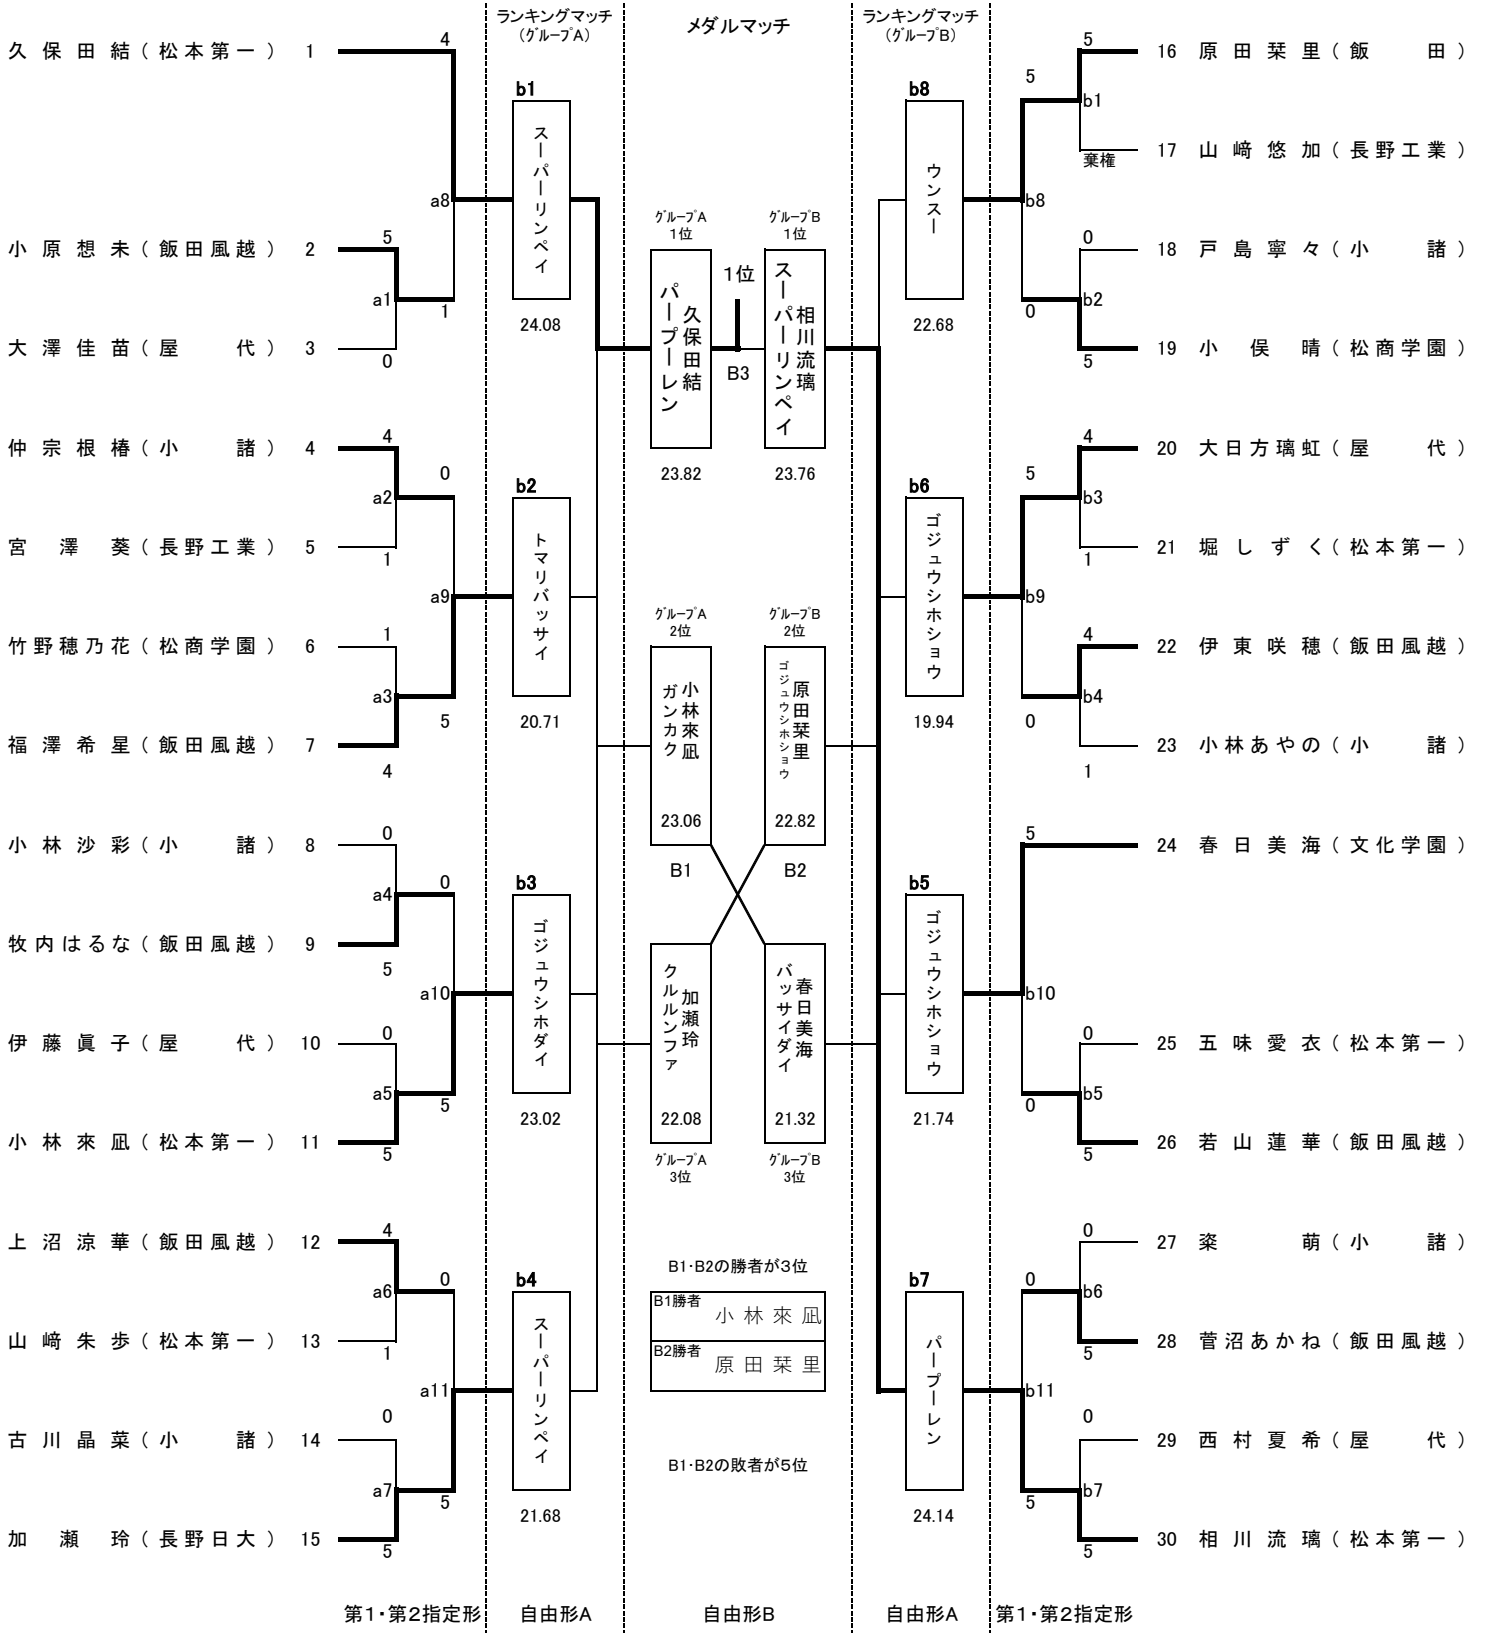 ランキングマッチ
(グループA)
メダルマッチ
ランキングマッチ
(グループB)
久保田結(松本第一) 1
4
a8
小原想未(飯田風越) 2
5
a1
1
大澤佳苗(屋代) 3
0
仲宗根椿(小諸) 4
4
0
a2
宮澤葵(長野工業) 5
1
a9
竹野穂乃花(松商学園) 6
1
a3
5
福澤希星(飯田風越) 7
4
小林沙彩(小諸) 8
0
0
a4
牧内はるな(飯田風越) 9
5
a10
伊藤眞子(屋代) 10
0
a5
5
小林來凪(松本第一) 11
5
上沼涼華(飯田風越) 12
4
0
a6
山﨑朱歩(松本第一) 13
1
a11
古川晶菜(小諸) 14
0
a7
5
加瀬玲(長野日大) 15
5
b1
スーパーリンペイ
24.08
b2
トマリバッサイ
20.71
b3
ゴジュウシホダイ
23.02
b4
スーパーリンペイ
21.68
グループA
1位
久保田結
パープーレン
23.82
1位
B3
グループB
1位
相川流璃
スーパーリンペイ
23.76
グループA
2位
小林來凪
ガンカク
23.06
B1
グループB
2位
原田栞里
ゴジュウシホショウ
22.82
B2
加瀬玲
クルルンファ
22.08
グループA
3位
春日美海
バッサイダイ
21.32
グループB
3位
B1・B2の勝者が3位
B1勝者 小林來凪
B2勝者 原田栞里
B1・B2の敗者が5位
b8
ウンスー
22.68
b6
ゴジュウシホショウ
19.94
b5
ゴジュウシホショウ
21.74
b7
パープーレン
24.14
5
16 原田栞里(飯田)
5
b1
棄権
17 山﨑悠加(長野工業)
b8
0
18 戸島寧々(小諸)
b2
0
5
19 小俣晴(松商学園)
4
20 大日方璃虹(屋代)
5
b3
1
21 堀しずく(松本第一)
b9
4
22 伊東咲穂(飯田風越)
b4
0
1
23 小林あやの(小諸)
5
24 春日美海(文化学園)
b10
0
25 五味愛衣(松本第一)
b5
0
5
26 若山蓮華(飯田風越)
0
27 楽萌(小諸)
0
b6
5
28 菅沼あかね(飯田風越)
b11
0
29 西村夏希(屋代)
b7
5
5
30 相川流璃(松本第一)
第1・第2指定形
自由形A
自由形B
自由形A
第1・第2指定形